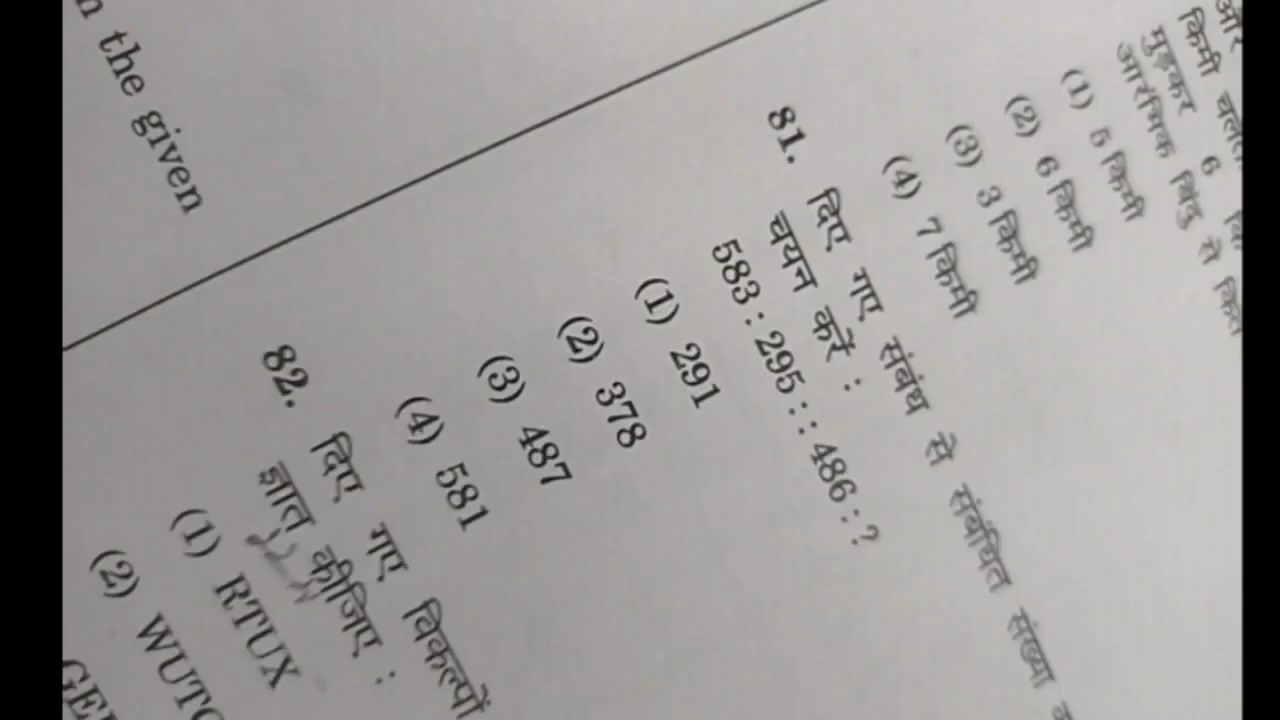 the given
और
किमी
मुड़कर 6
आरंभिक बिंदु से
(1) 5 किमी
(2) 6 किमी
(3) 3 किमी
(4) 7 किमी
81. दिए गए संबंध से संबंधित संख्या
चयन करें :
583 : 295 : : 486 : ?
(1) 291
(2) 378
(3) 487
(4) 581
82. दिए गए विकल्पों
ज्ञात कीजिए :
(1) RTUX
(2)